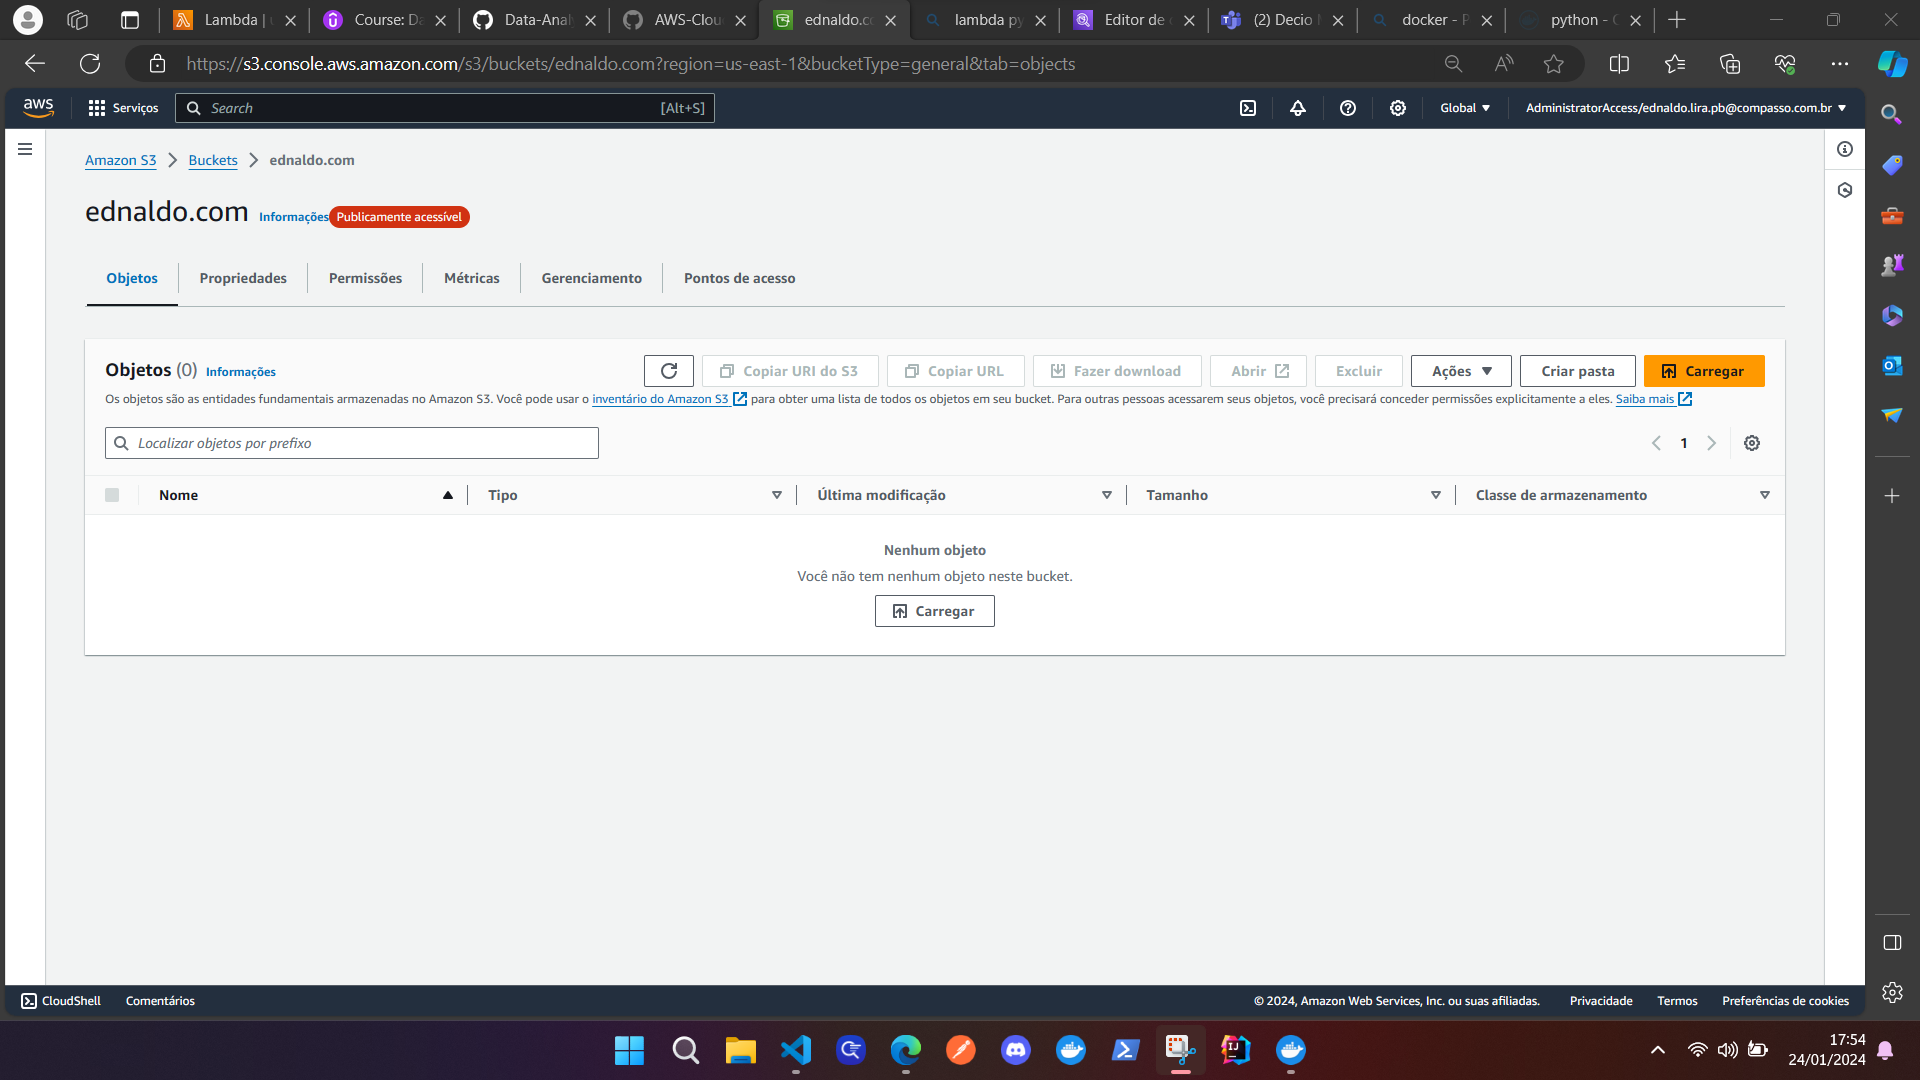 Lambda | u
Course: Da
Data-Anal
AWS-Clou
ednaldo.co
lambda py
Editor de
(2) Decio
docker - P
python - C
https://s3.console.aws.amazon.com/s3/buckets/ednaldo.com?region=us-east-1&bucketType=general&tab=objects
aws
Serviços
Search
[Alt+S]
Global
AdministratorAccess/ednaldo.lira.pb@compasso.com.br
Amazon S3
Buckets
ednaldo.com
ednaldo.com Informações Publicamente acessível
Objetos
Propriedades
Permissões
Métricas
Gerenciamento
Pontos de acesso
Objetos (0) Informações
Copiar URI do S3
Copiar URL
Fazer download
Abrir
Excluir
Ações
Criar pasta
Carregar
Os objetos são as entidades fundamentais armazenadas no Amazon S3. Você pode usar o inventário do Amazon S3 para obter uma lista de todos os objetos em seu bucket. Para outras pessoas acessarem seus objetos, você precisará conceder permissões explicitamente a eles. Saiba mais
Localizar objetos por prefixo
1
Nome
Tipo
Última modificação
Tamanho
Classe de armazenamento
Nenhum objeto
Você não tem nenhum objeto neste bucket.
Carregar
CloudShell
Comentários
© 2024, Amazon Web Services, Inc. ou suas afiliadas.
Privacidade
Termos
Preferências de cookies
17:54
24/01/2024